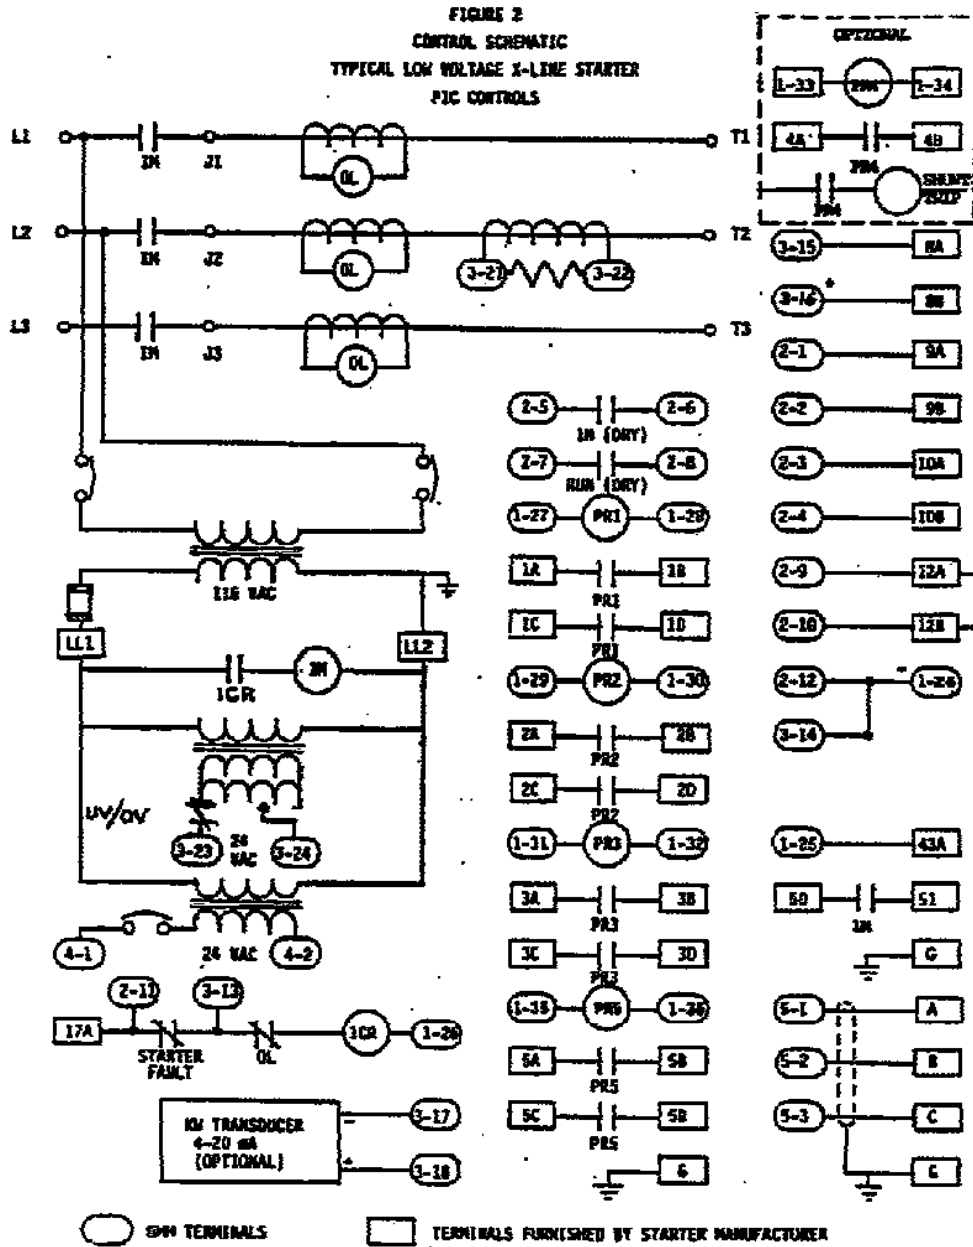 FIGURE 2
CONTROL SCHEMATIC
TYPICAL LOW VOLTAGE X-LINE STARTER
PIC CONTROLS
OPTIONAL
1-33 PR4 1-34
4A 4B
PR4
PR4 SHUNT TRIP
L1 1M J1 OL T1
L2 1M J2 OL 3-21 3-22 T2
L3 1M J3 OL T3
3-15 8A
3-16 * 8B
2-1 9A
2-2 9B
2-3 10A
2-4 10B
2-9 12A
2-10 12B
2-12
3-14
1-25 43A
50 51
1M
G
5-1 A
5-2 B
5-3 C
2-5 2-6
1M (DRY)
2-7 2-8
RUN (DRY)
1-27 PR1 1-28
1A 1B
PR1
1C 1D
PR1
1-29 PR2 1-30
2A 2B
PR2
2C 2D
PR2
1-31 PR3 1-32
3A 3B
PR3
3C 3D
PR3
1-35
5A 5B
PR5
5C
PR5
115 VAC
LL1 LL2
1CR 1M
UV/OV
3-23 24 VAC 3-24
4-1 24 VAC 4-2
2-11 3-13
17A 1CR 1-26
STARTER FAULT
OL
KW TRANSDUCER
4-20 mA
(OPTIONAL)
- 3-17
+ 3-18
SMM TERMINALS
TERMINALS FURNISHED BY STARTER MANUFACTURER